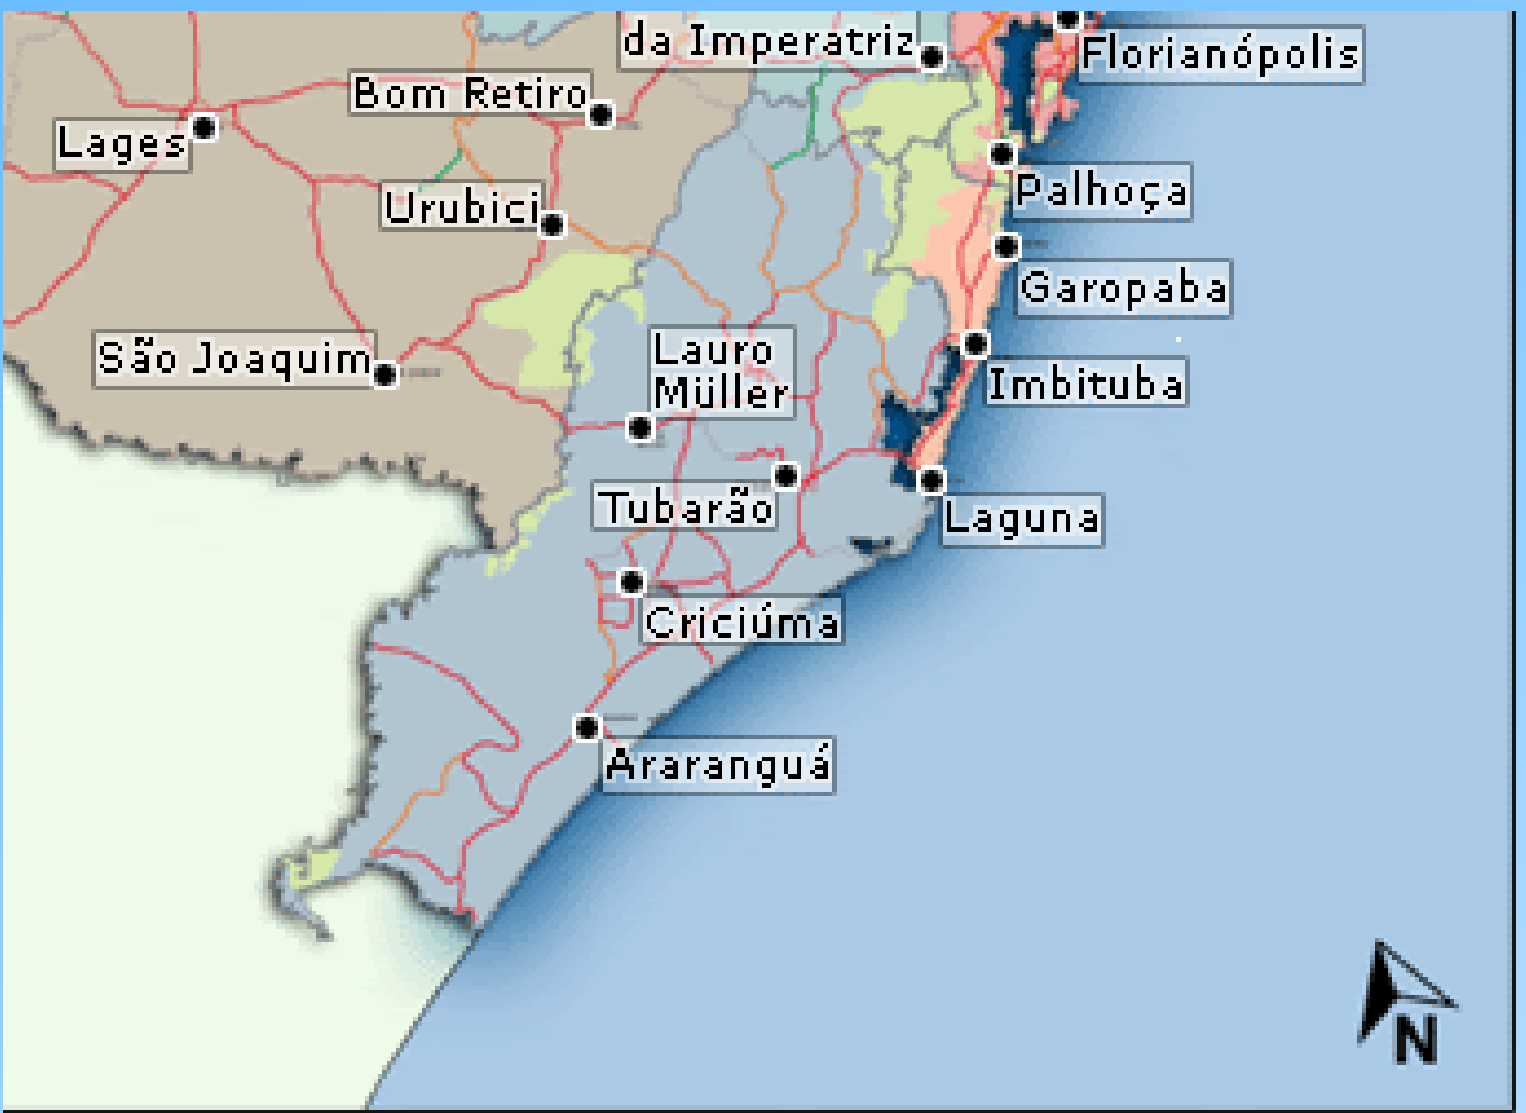 da Imperatriz
Florianópolis
Bom Retiro
Lages
Palhoça
Urubici
Garopaba
São Joaquim
Lauro
Müller
Imbituba
Tubarão
Laguna
Criciúma
Araranguá
N